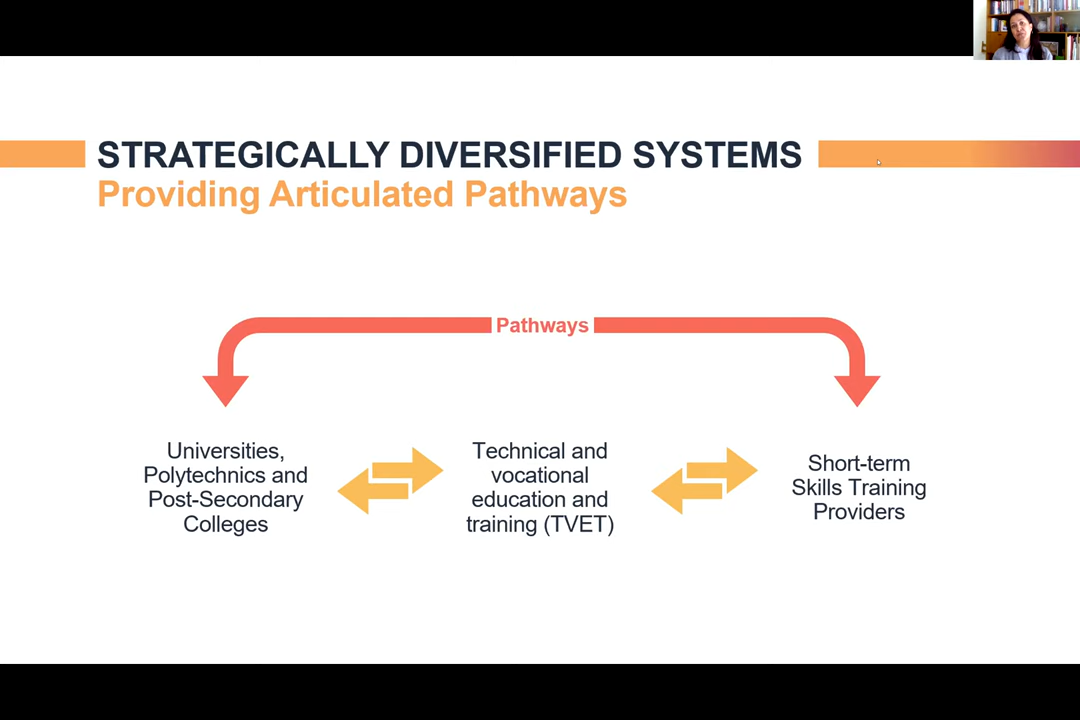 STRATEGICALLY DIVERSIFIED SYSTEMS
Providing Articulated Pathways
Pathways
Universities,
Polytechnics and
Post-Secondary
Colleges
Technical and
vocational
education and
training (TVET)
Short-term
Skills Training
Providers